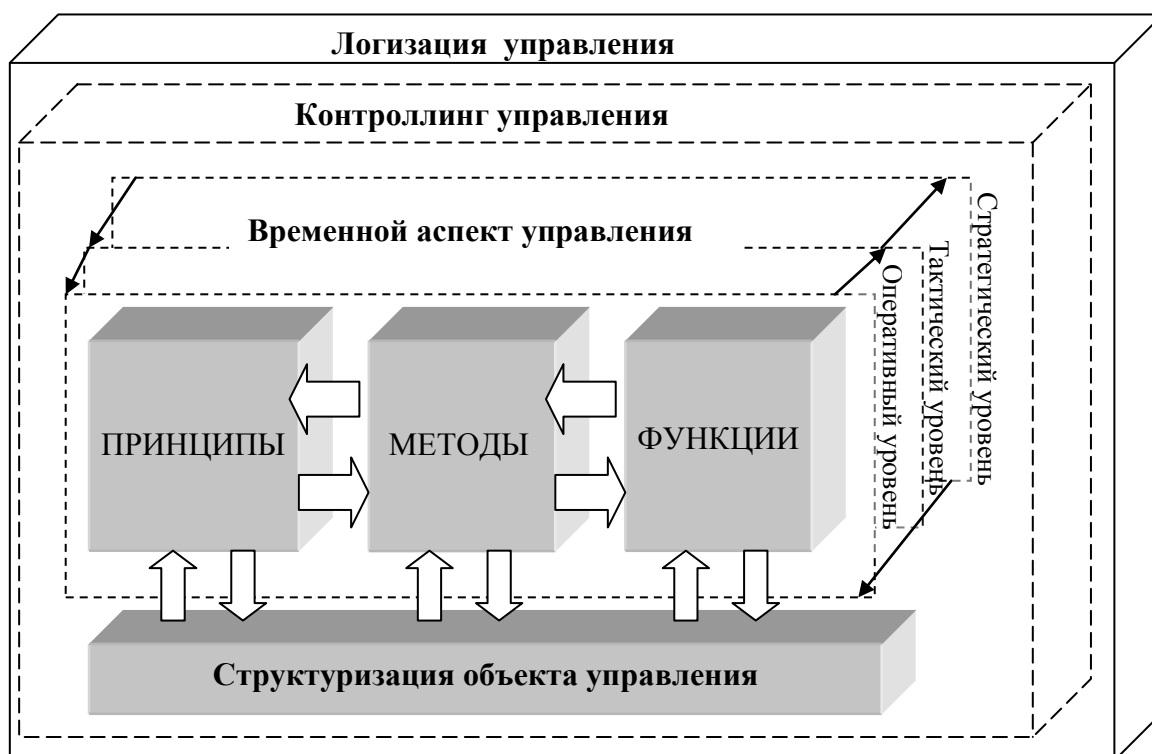 Логизация управления
Контроллинг управления
Временной аспект управления
Стратегический уровень
Тактический уровень
Оперативный уровень
ПРИНЦИПЫ
МЕТОДЫ
ФУНКЦИИ
Структуризация объекта управления